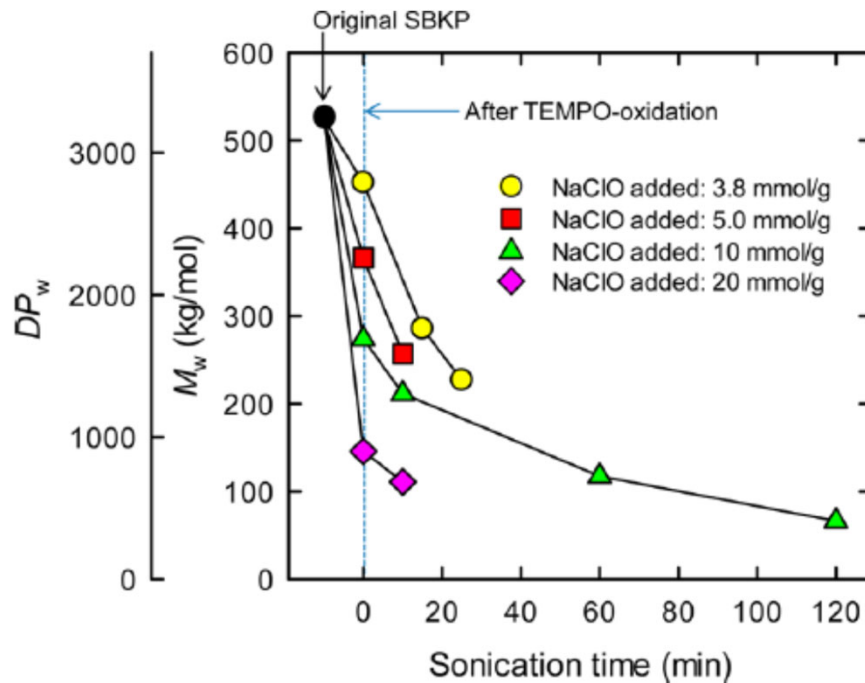 Original SBKP
600
500
400
300
200
100
0
3200
2000
1000
0
DPw
Mw (kg/mol)
After TEMPO-oxidation
NaClO added: 3.8 mmol/g
NaClO added: 5.0 mmol/g
NaClO added: 10 mmol/g
NaClO added: 20 mmol/g
0 20 40 60 80 100 120
Sonication time (min)